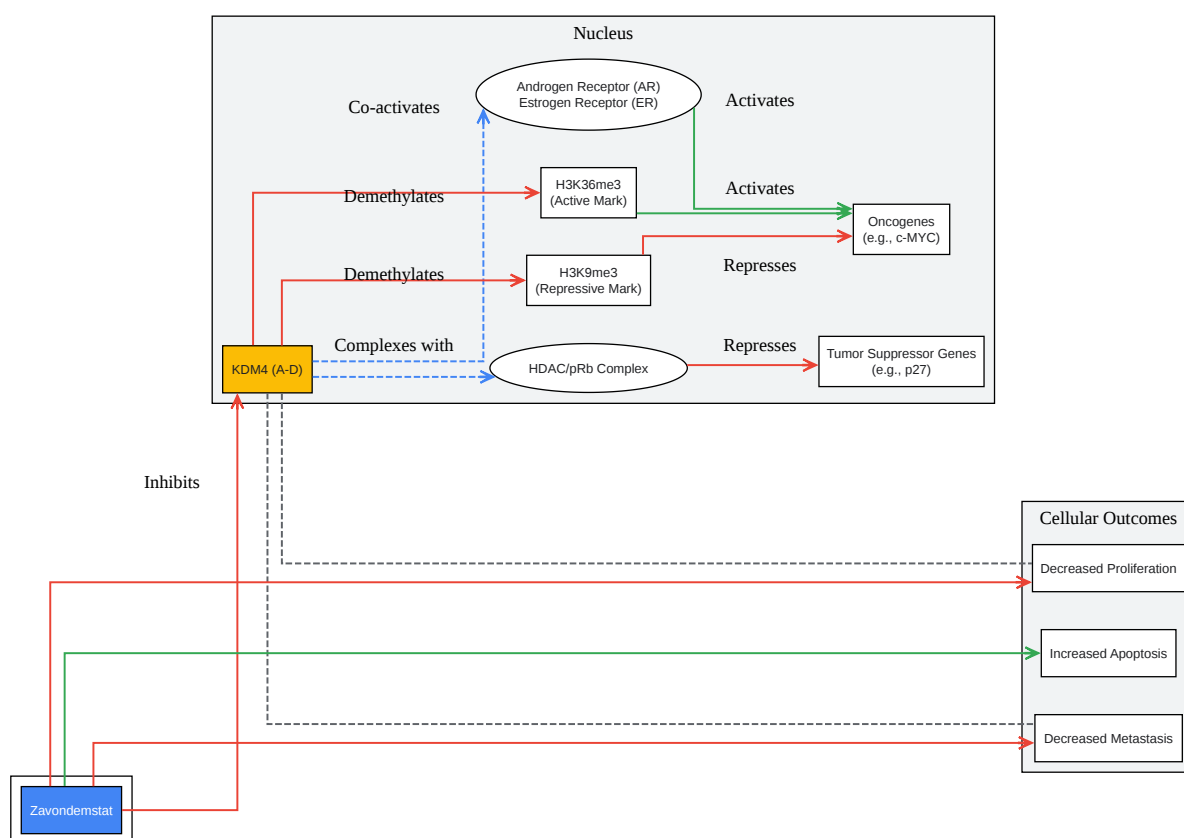 Nucleus
Androgen Receptor (AR)
Estrogen Receptor (ER)
Co-activates
Activates
H3K36me3
(Active Mark)
Demethylates
Activates
Oncogenes
(e.g., c-MYC)
H3K9me3
(Repressive Mark)
Demethylates
Represses
Complexes with
KDM4 (A-D)
HDAC/pRb Complex
Represses
Tumor Suppressor Genes
(e.g., p27)
Inhibits
Cellular Outcomes
Decreased Proliferation
Increased Apoptosis
Decreased Metastasis
Zavondemstat